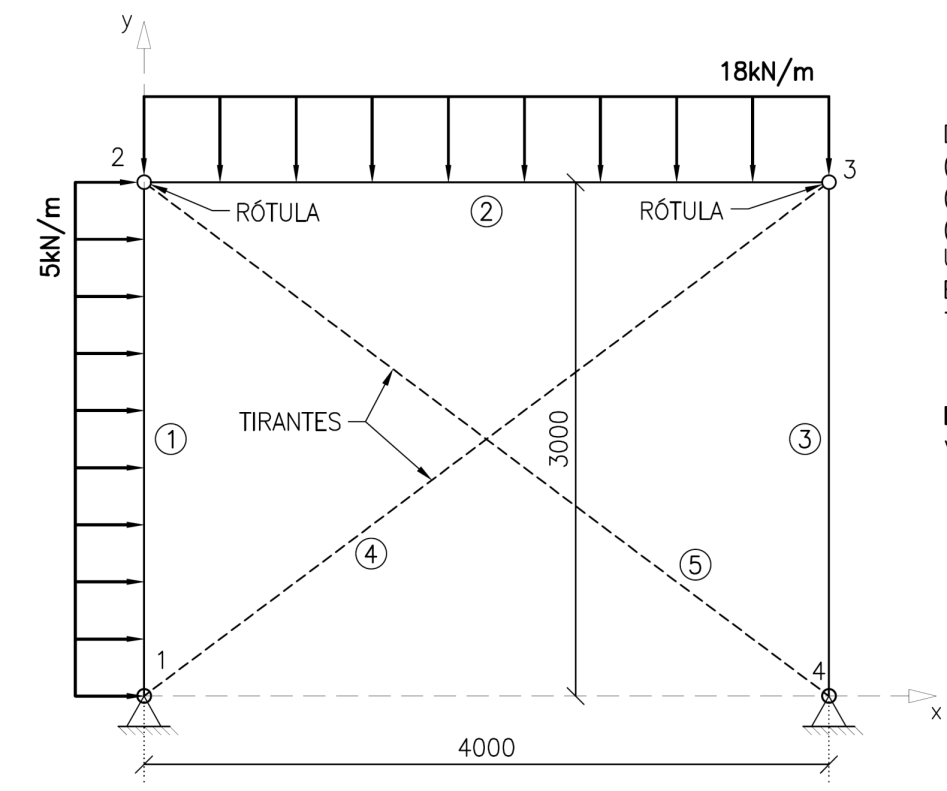 y
18kN/m
2
3
RÓTULA
RÓTULA
②
5kN/m
TIRANTES
3000
①
③
④
⑤
1
4
x
4000